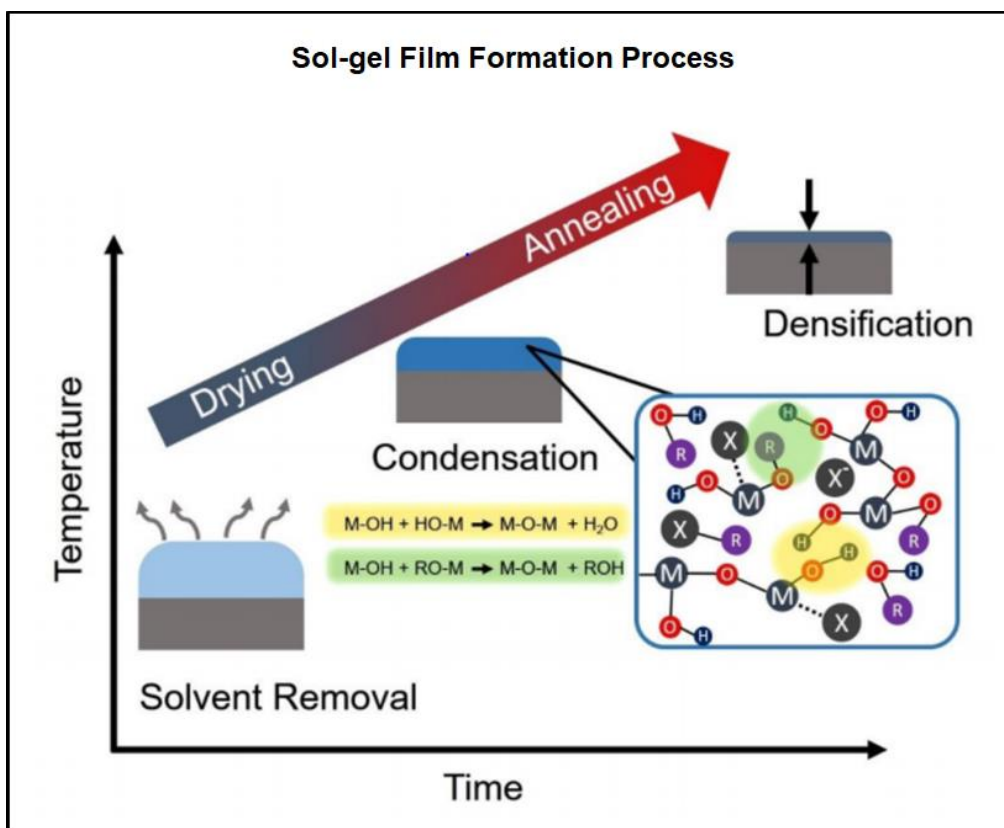 Sol-gel Film Formation Process
Temperature
Drying
Annealing
Densification
Condensation
M-OH + HO-M → M-O-M + H₂O
M-OH + RO-M → M-O-M + ROH
Solvent Removal
H
O
H
O
H
O
R
X
R
O
M
X⁻
O
H
O
M
M
O
O
H
H
R
X
R
M
O
O
O
H
M
X
R
O
H
Time